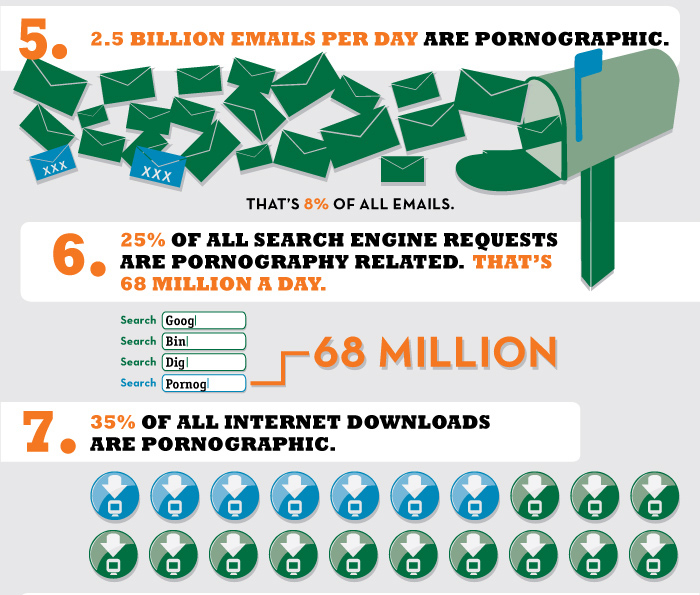 5. 2.5 BILLION EMAILS PER DAY ARE PORNOGRAPHIC.
XXX
XXX
THAT'S 8% OF ALL EMAILS.
6. 25% OF ALL SEARCH ENGINE REQUESTS
ARE PORNOGRAPHY RELATED. THAT'S
68 MILLION A DAY.
Search Goog|
Search Bin|
Search Dig|
Search Pornog|
68 MILLION
7. 35% OF ALL INTERNET DOWNLOADS
ARE PORNOGRAPHIC.